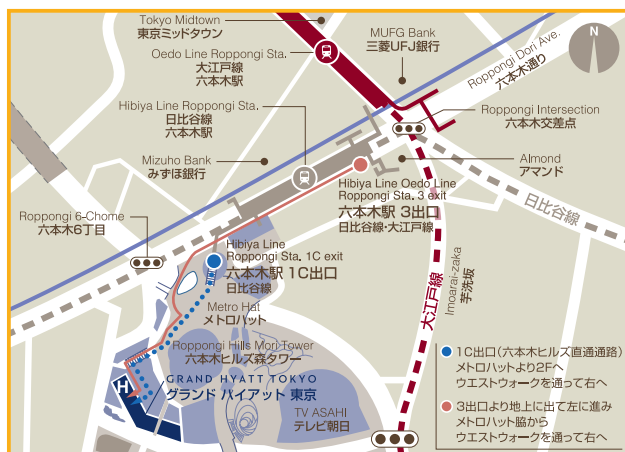 Tokyo Midtown
東京ミッドタウン
Oedo Line Roppongi Sta.
大江戸線
六本木駅
MUFG Bank
三菱UFJ銀行
Roppongi Dori Ave.
六本木通り
N
Hibiya Line Roppongi Sta.
日比谷線
六本木駅
Roppongi Intersection
六本木交差点
Mizuho Bank
みずほ銀行
Almond
アマンド
Hibiya Line Oedo Line
Roppongi Sta. 3 exit
六本木駅 3出口
日比谷線・大江戸線
日比谷線
Roppongi 6-Chome
六本木6丁目
Hibiya Line
Roppongi Sta. 1C exit
六本木駅 1C出口
日比谷線
大江戸線
Imoarai-zaka
芋洗坂
Metro Hat
メトロハット
Roppongi Hills Mori Tower
六本木ヒルズ森タワー
H
GRAND HYATT TOKYO
グランド ハイアット 東京
TV ASAHI
テレビ朝日
1C出口(六本木ヒルズ直通通路)
メトロハットより2Fへ
ウエストウォークを通って右へ
3出口より地上に出て左に進み
メトロハット脇から
ウエストウォークを通って右へ